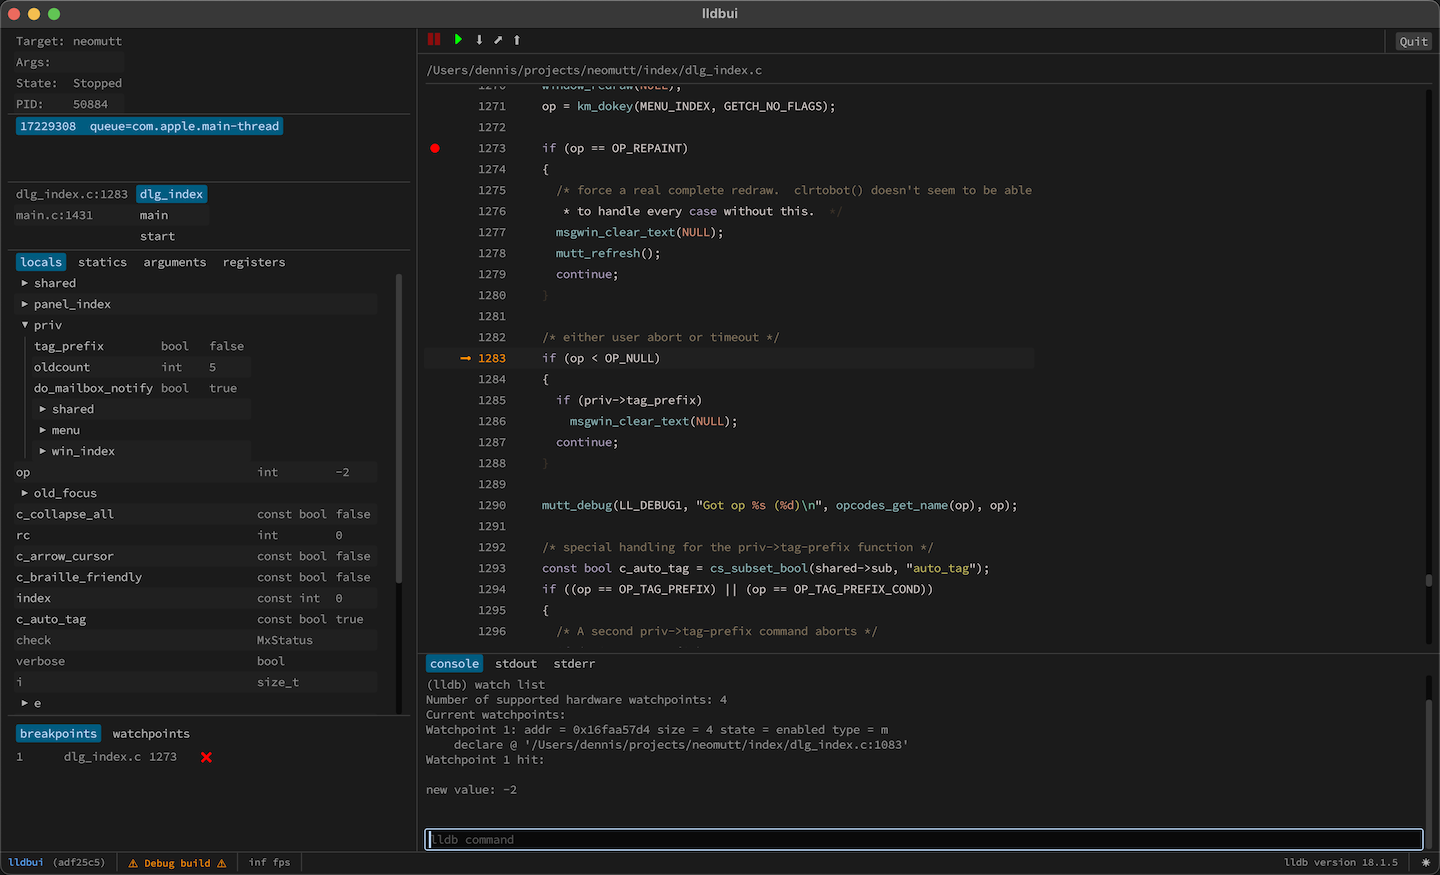 lldbui
Target: neomutt
Args:
State: Stopped
PID: 50884
17229308 queue=com.apple.main-thread
dlg_index.c:1283 dlg_index
main.c:1431 main
start
locals statics arguments registers
shared
panel_index
priv
tag_prefix bool false
oldcount int 5
do_mailbox_notify bool true
shared
menu
win_index
op int -2
old_focus
c_collapse_all const bool false
rc int 0
c_arrow_cursor const bool false
c_braille_friendly const bool false
index const int 0
c_auto_tag const bool true
check MxStatus
verbose bool
i size_t
e
breakpoints watchpoints
1 dlg_index.c 1273
Quit
/Users/dennis/projects/neomutt/index/dlg_index.c
1270 window_redraw(NULL);
1271 op = km_dokey(MENU_INDEX, GETCH_NO_FLAGS);
1272
1273 if (op == OP_REPAINT)
1274 {
1275 /* force a real complete redraw.  clrtobot() doesn't seem to be able
1276 * to handle every case without this.  */
1277 msgwin_clear_text(NULL);
1278 mutt_refresh();
1279 continue;
1280 }
1281
1282 /* either user abort or timeout */
1283 if (op < OP_NULL)
1284 {
1285 if (priv->tag_prefix)
1286 msgwin_clear_text(NULL);
1287 continue;
1288 }
1289
1290 mutt_debug(LL_DEBUG1, "Got op %s (%d)\n", opcodes_get_name(op), op);
1291
1292 /* special handling for the priv->tag-prefix function */
1293 const bool c_auto_tag = cs_subset_bool(shared->sub, "auto_tag");
1294 if ((op == OP_TAG_PREFIX) || (op == OP_TAG_PREFIX_COND))
1295 {
1296 /* A second priv->tag-prefix command aborts */
console stdout stderr
(lldb) watch list
Number of supported hardware watchpoints: 4
Current watchpoints:
Watchpoint 1: addr = 0x16faa57d4 size = 4 state = enabled type = m
declare @ '/Users/dennis/projects/neomutt/index/dlg_index.c:1083'
Watchpoint 1 hit:
new value: -2
lldb command
lldbui (adf25c5) ⚠ Debug build ⚠ inf fps
lldb version 18.1.5